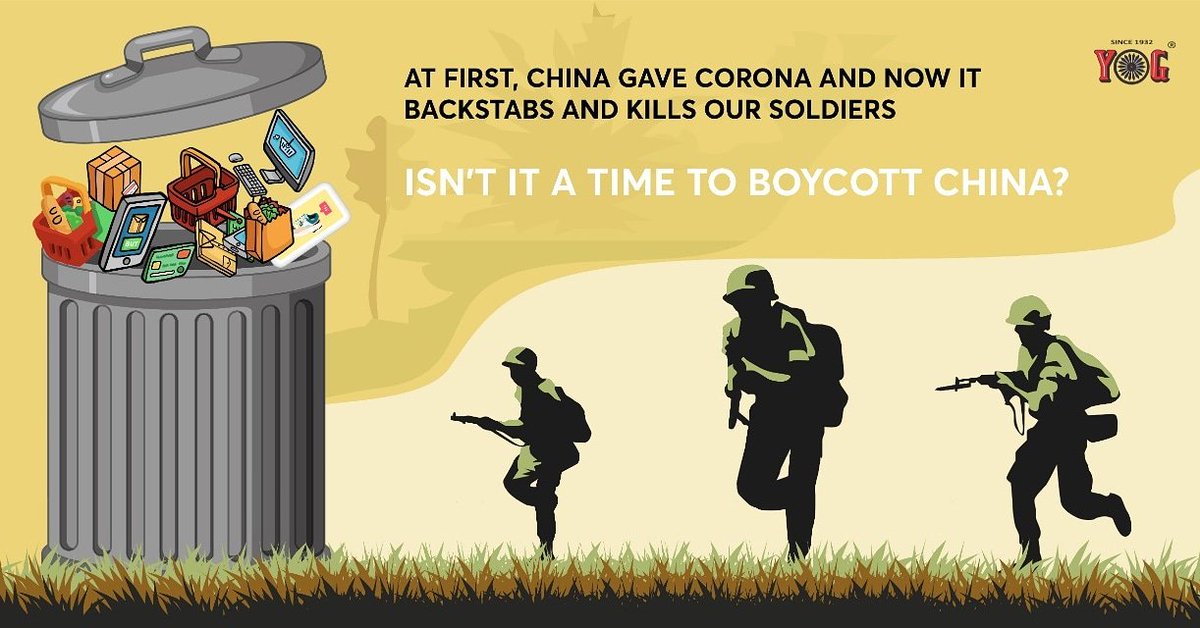 SINCE 1932
YOG®
AT FIRST, CHINA GAVE CORONA AND NOW IT
BACKSTABS AND KILLS OUR SOLDIERS
ISN'T IT A TIME TO BOYCOTT CHINA?
BUY